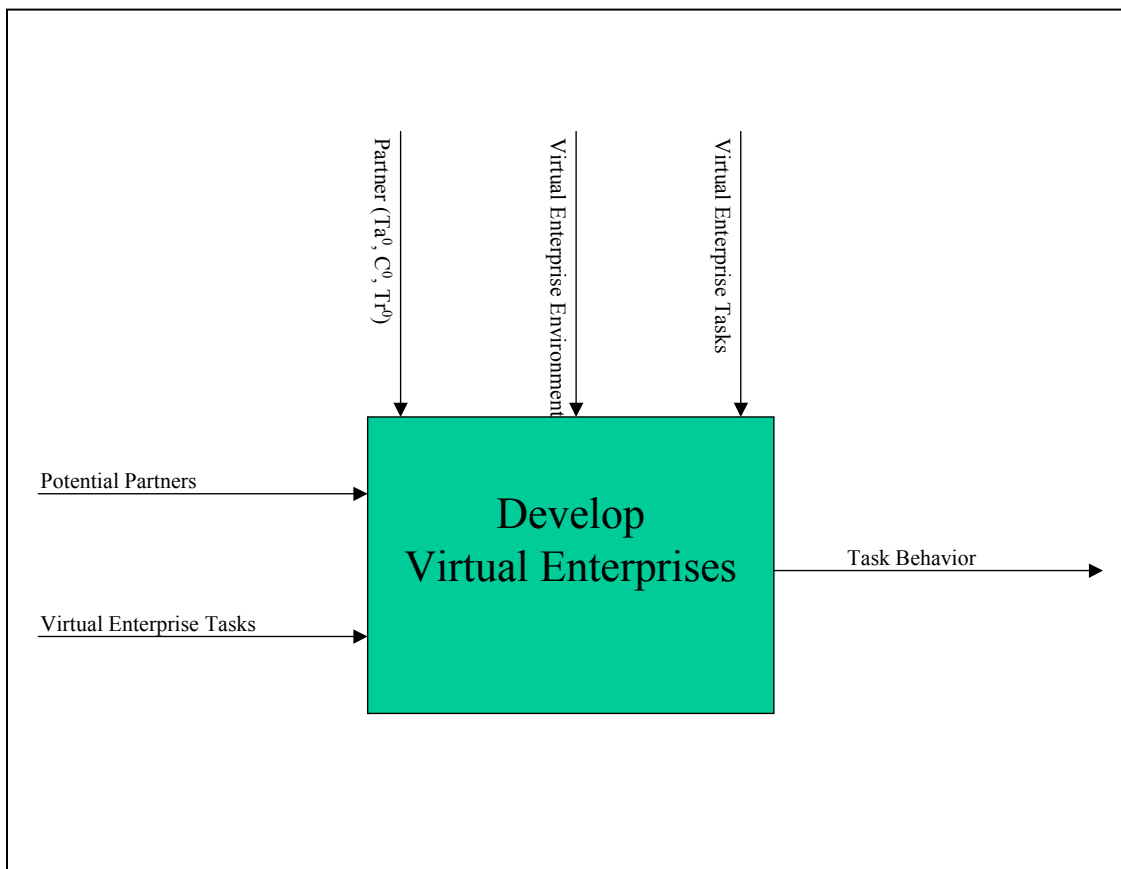 Partner (Ta⁰, C⁰, Tr⁰)
Virtual Enterprise Environment
Virtual Enterprise Tasks
Potential Partners
Virtual Enterprise Tasks
Develop
Virtual Enterprises
Task Behavior